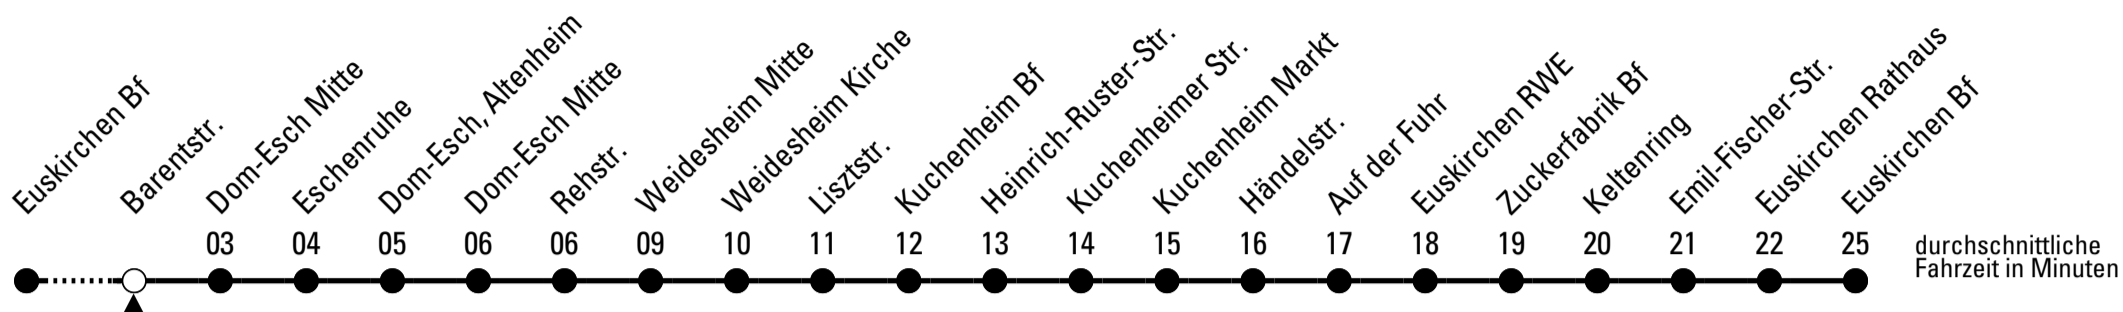 Euskirchen Bf
Barentstr.
Dom-Esch Mitte
Eschenruhe
Dom-Esch, Altenheim
Dom-Esch Mitte
Rehstr.
Weidesheim Mitte
Weidesheim Kirche
Lisztstr.
Kuchenheim Bf
Heinrich-Ruster-Str.
Kuchenheimer Str.
Kuchenheim Markt
Händelstr.
Auf der Fuhr
Euskirchen RWE
Zuckerfabrik Bf
Keltenring
Emil-Fischer-Str.
Euskirchen Rathaus
Euskirchen Bf
03 04 05 06 06 09 10 11 12 13 14 15 16 17 18 19 20 21 22 25
durchschnittliche
Fahrzeit in Minuten